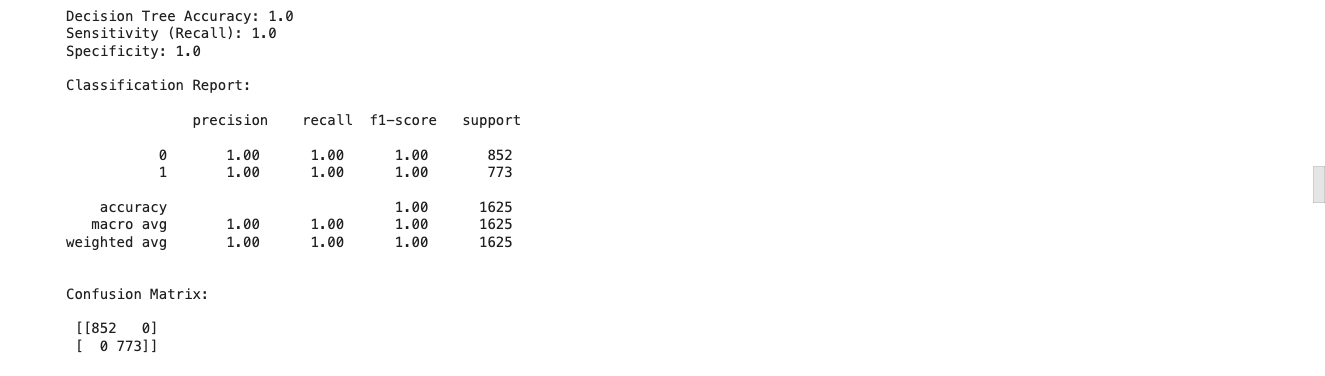 Decision Tree Accuracy: 1.0
Sensitivity (Recall): 1.0
Specificity: 1.0
Classification Report:
precision recall f1-score support
0 1.00 1.00 1.00 852
1 1.00 1.00 1.00 773
accuracy 1.00 1625
macro avg 1.00 1.00 1.00 1625
weighted avg 1.00 1.00 1.00 1625
Confusion Matrix:
[[852 0]
[ 0 773]]